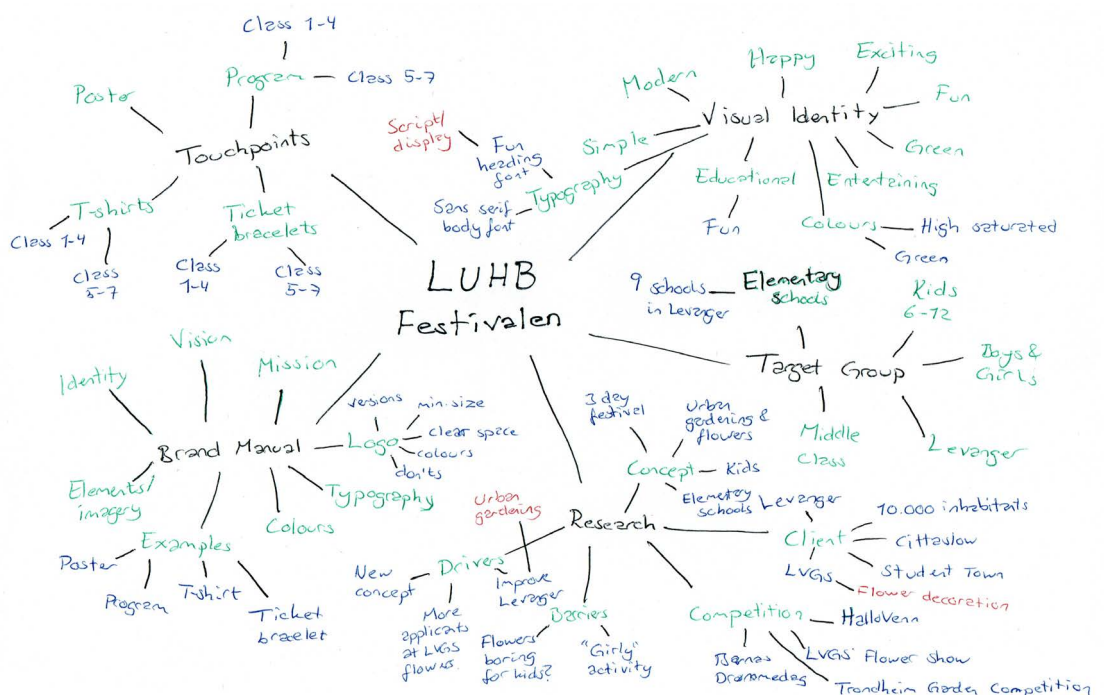 Class 1-4
Program
Class 5-7
Poster
Touchpoints
T-shirts
Class 1-4
Class
5-7
Ticket
bracelets
Class
1-4
Class
5-7
Script/
display
Fun
heading
font
Sans serif
body font
Typography
Simple
Modern
Happy
Exciting
Fun
Visual Identity
Green
Educational
Fun
Entertaining
Colours
High saturated
Green
LUHB
Festivalen
9 schools
in Levanger
Elementary
schools
Kids
6-12
Target Group
Boys &
Girls
Middle
Class
Levanger
Vision
Identity
Mission
Brand Manual
Logo
versions
min. size
clear space
colours
don'ts
Elements/
imagery
Typography
Colours
Examples
Poster
Program
T-shirt
Ticket
bracelet
3 day
festival
Urban
gardening &
flowers
Concept
Kids
Elemetary
schools
Research
Urban
gardening
Drivers
New
concept
More
applicants
at LVGS
Improve
Levanger
Barriers
Flowers
boring
for kids?
"Girly"
activity
Levanger
Client
10.000
Cittaslow
Student Town
LVGS
Flower decoration
Competition
HalloVenn
LVGS Flower show
Trondheim Garden Competition